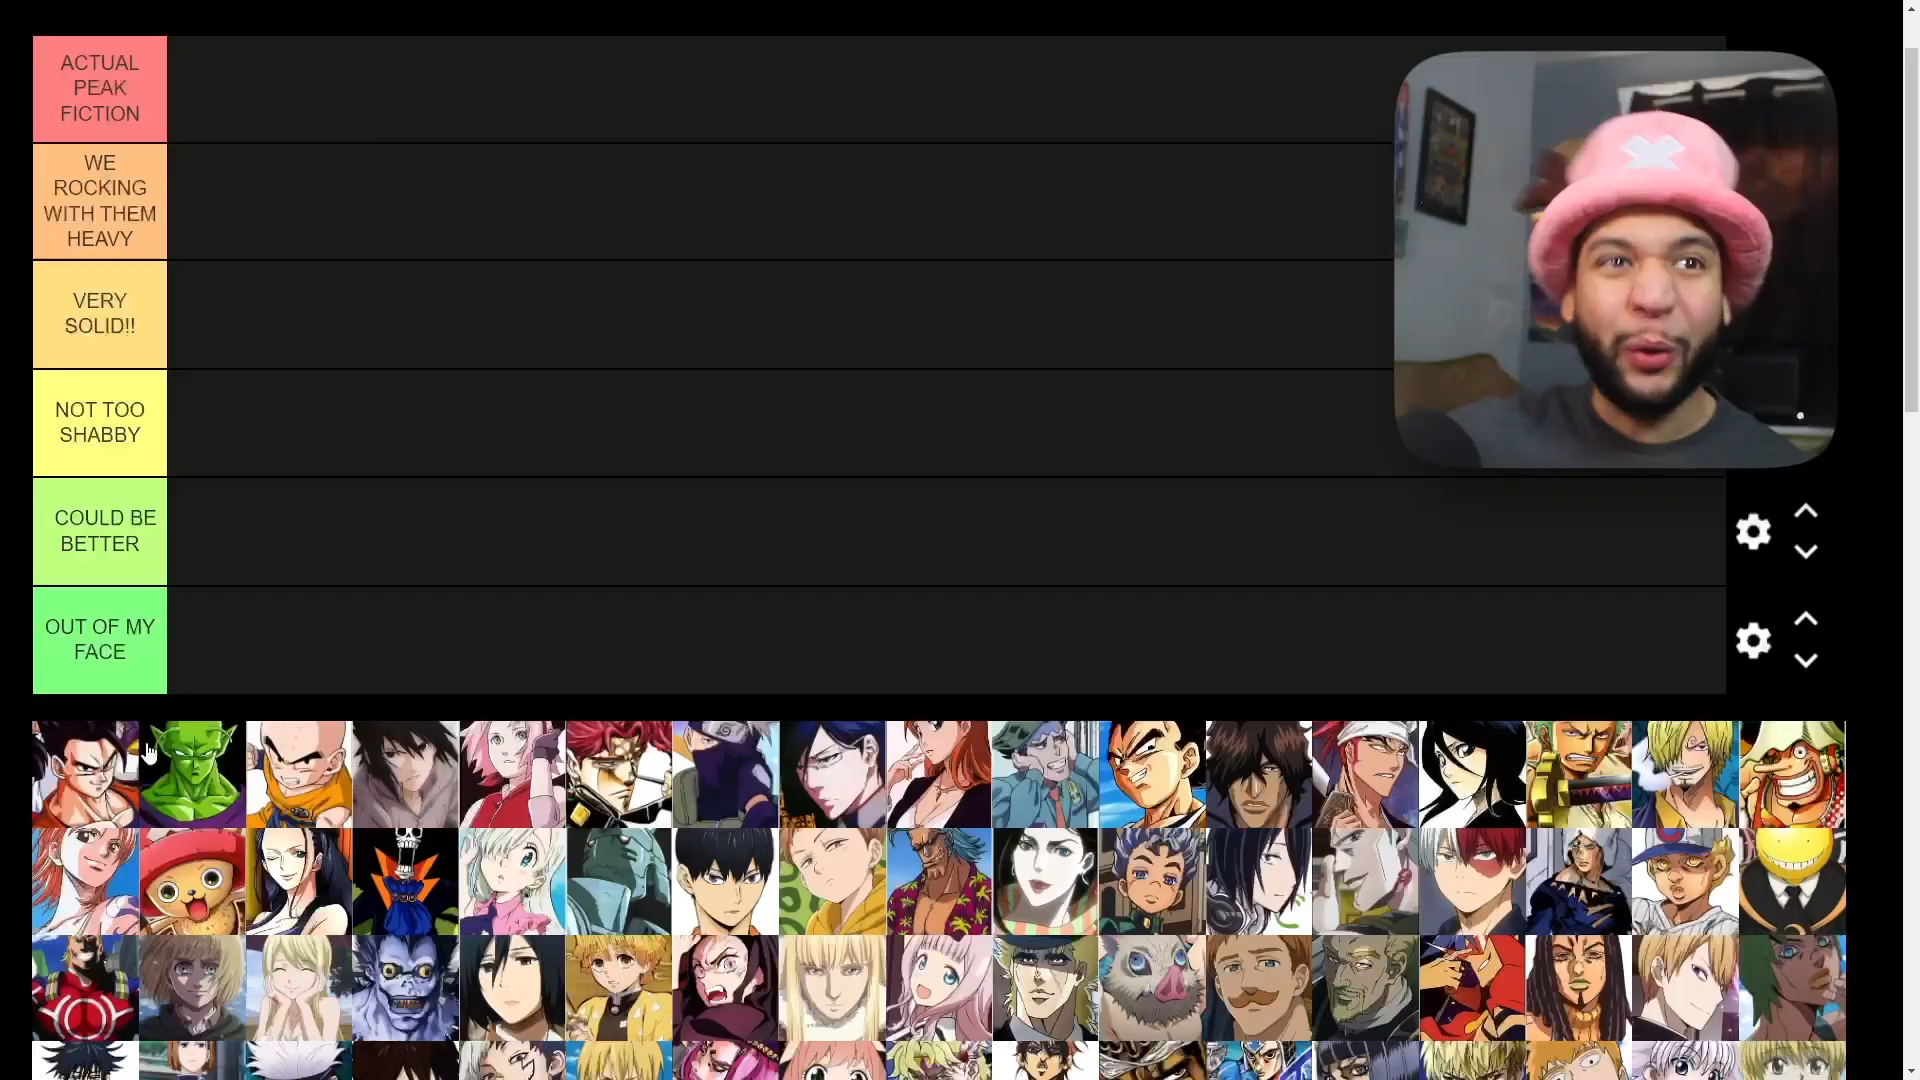 ACTUAL
PEAK
FICTION
WE
ROCKING
WITH THEM
HEAVY
VERY
SOLID!!
NOT TOO
SHABBY
COULD BE
BETTER
OUT OF MY
FACE